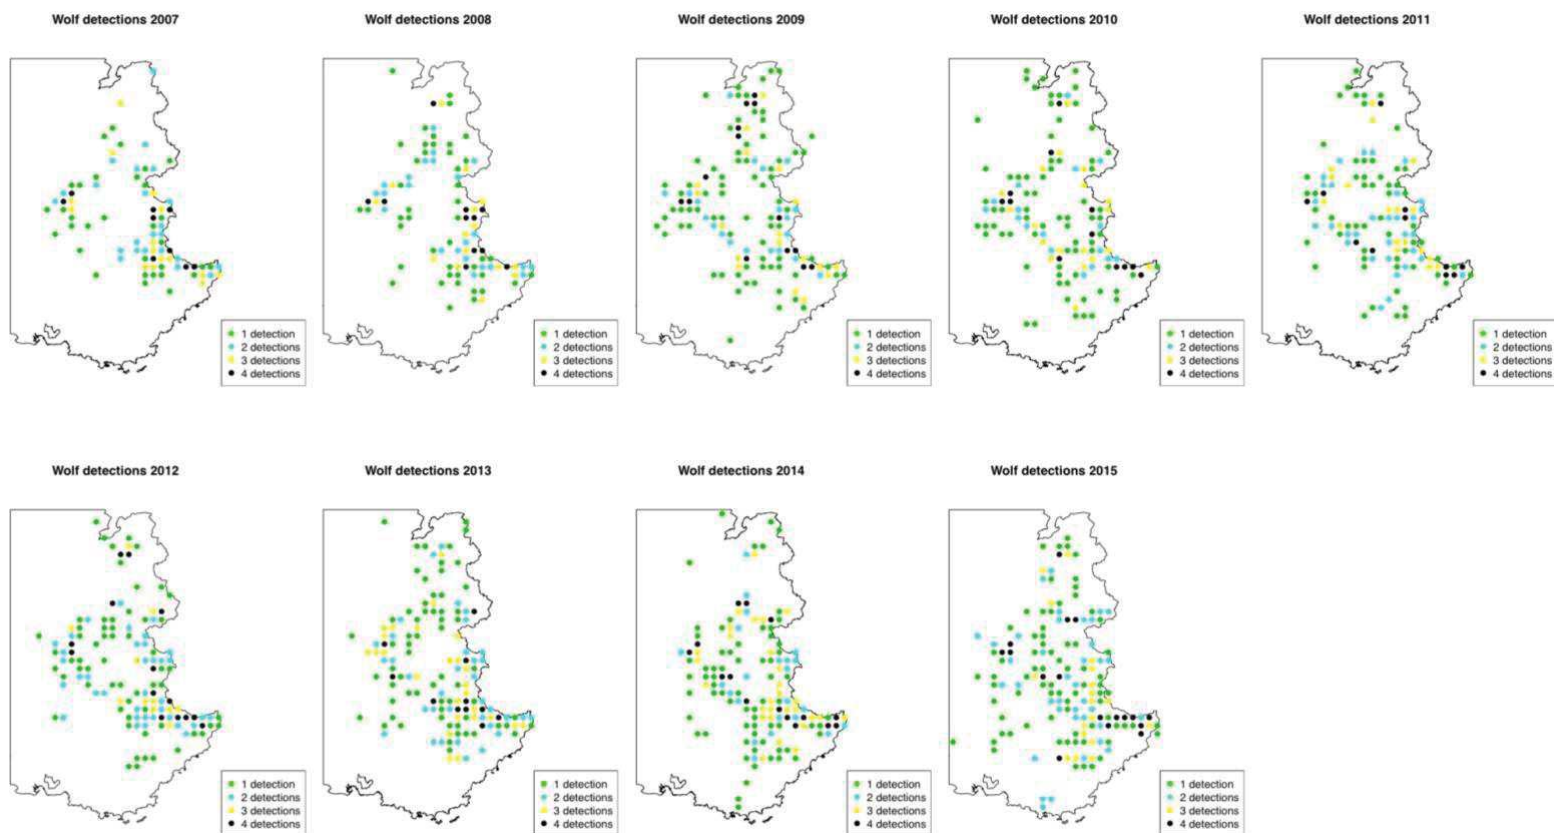 Wolf detections 2007
Wolf detections 2008
Wolf detections 2009
Wolf detections 2010
Wolf detections 2011
1 detection
2 detections
3 detections
4 detections
1 detection
2 detections
3 detections
4 detections
1 detection
2 detections
3 detections
4 detections
1 detection
2 detections
3 detections
4 detections
1 detection
2 detections
3 detections
4 detections
Wolf detections 2012
Wolf detections 2013
Wolf detections 2014
Wolf detections 2015
1 detection
2 detections
3 detections
4 detections
1 detection
2 detections
3 detections
4 detections
1 detection
2 detections
3 detections
4 detections
1 detection
2 detections
3 detections
4 detections